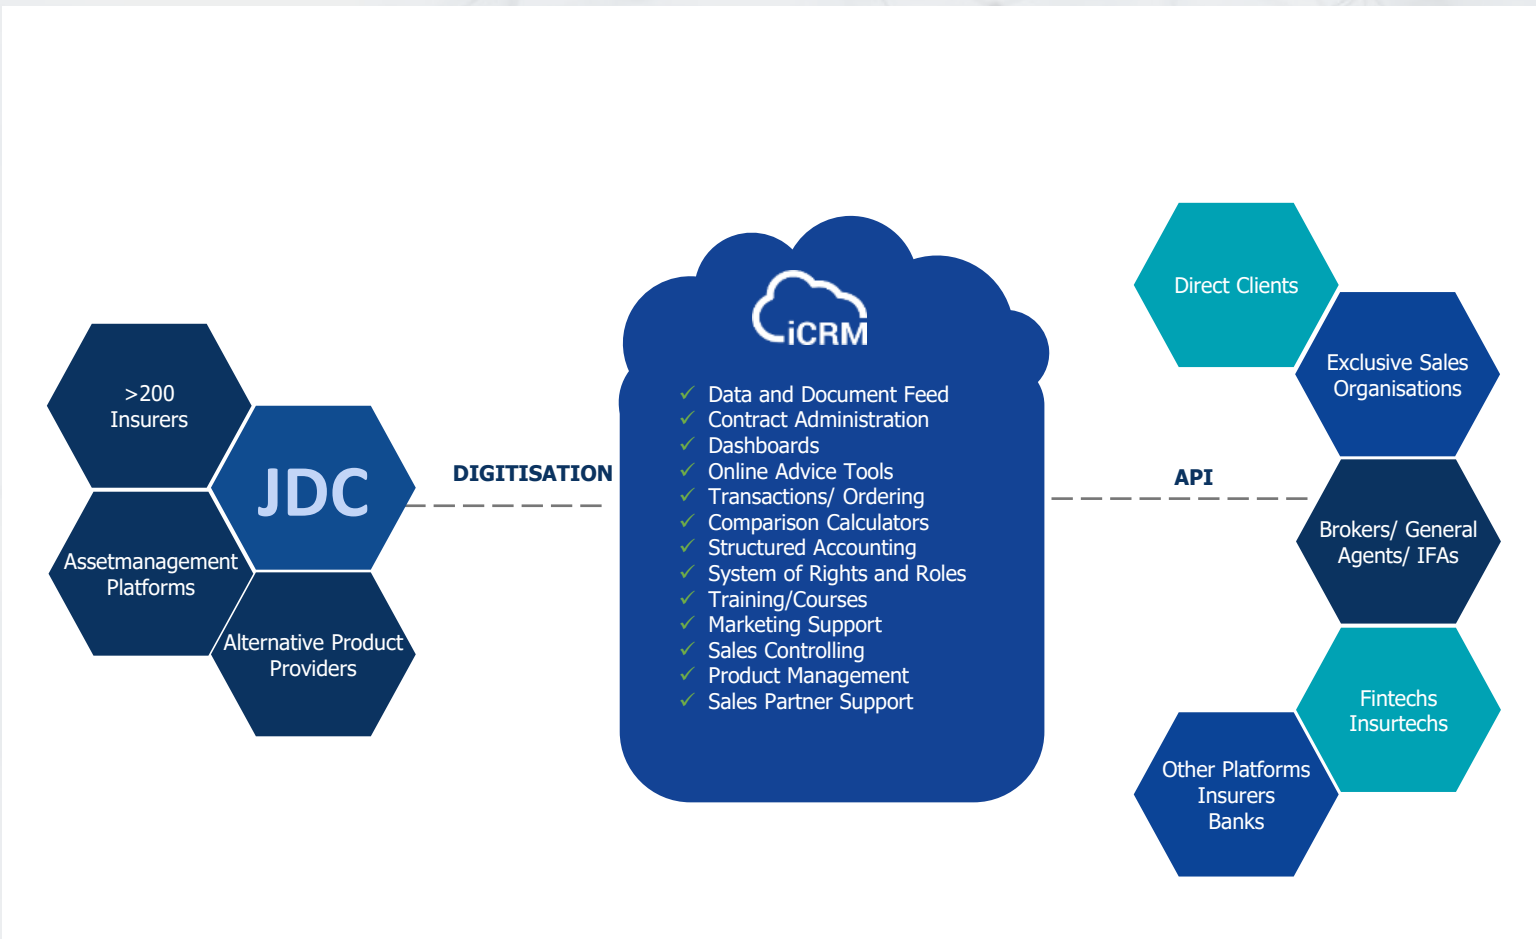 >200
Insurers
JDC
Assetmanagement
Platforms
Alternative Product
Providers
DIGITISATION
iCRM
✓ Data and Document Feed
✓ Contract Administration
✓ Dashboards
✓ Online Advice Tools
✓ Transactions/ Ordering
✓ Comparison Calculators
✓ Structured Accounting
✓ System of Rights and Roles
✓ Training/Courses
✓ Marketing Support
✓ Sales Controlling
✓ Product Management
✓ Sales Partner Support
API
Direct Clients
Exclusive Sales
Organisations
Brokers/ General
Agents/ IFAs
Fintechs
Insurtechs
Other Platforms
Insurers
Banks